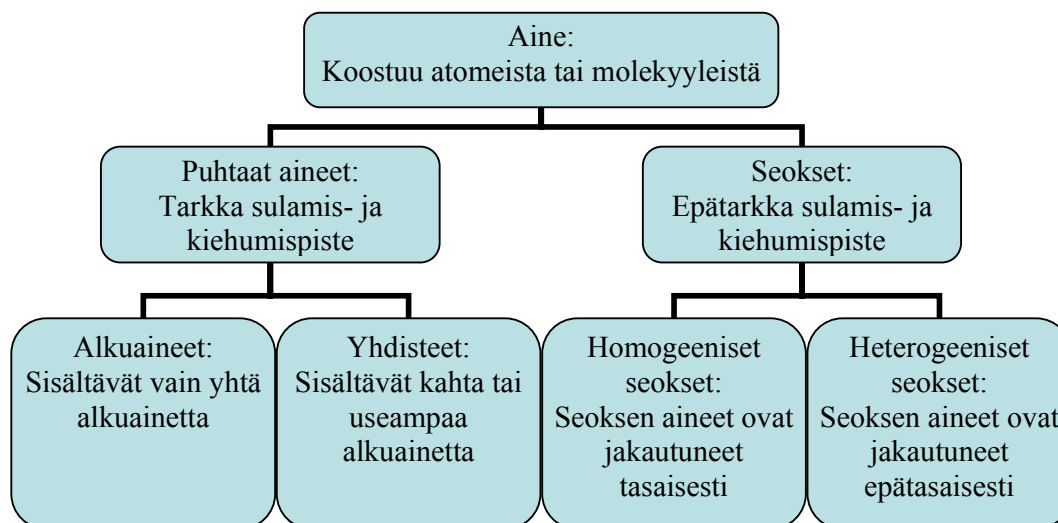 Aine:
Koostuu atomeista tai molekyyleistä
Puhtaat aineet:
Tarkka sulamis- ja
kiehumispiste
Seokset:
Epätarkka sulamis- ja
kiehumispiste
Alkuaineet:
Sisältävät vain yhtä
alkuainetta
Yhdisteet:
Sisältävät kahta tai
useampaa
alkuainetta
Homogeeniset
seokset:
Seoksen aineet ovat
jakautuneet
tasaisesti
Heterogeeniset
seokset:
Seoksen aineet ovat
jakautuneet
epätasaisesti